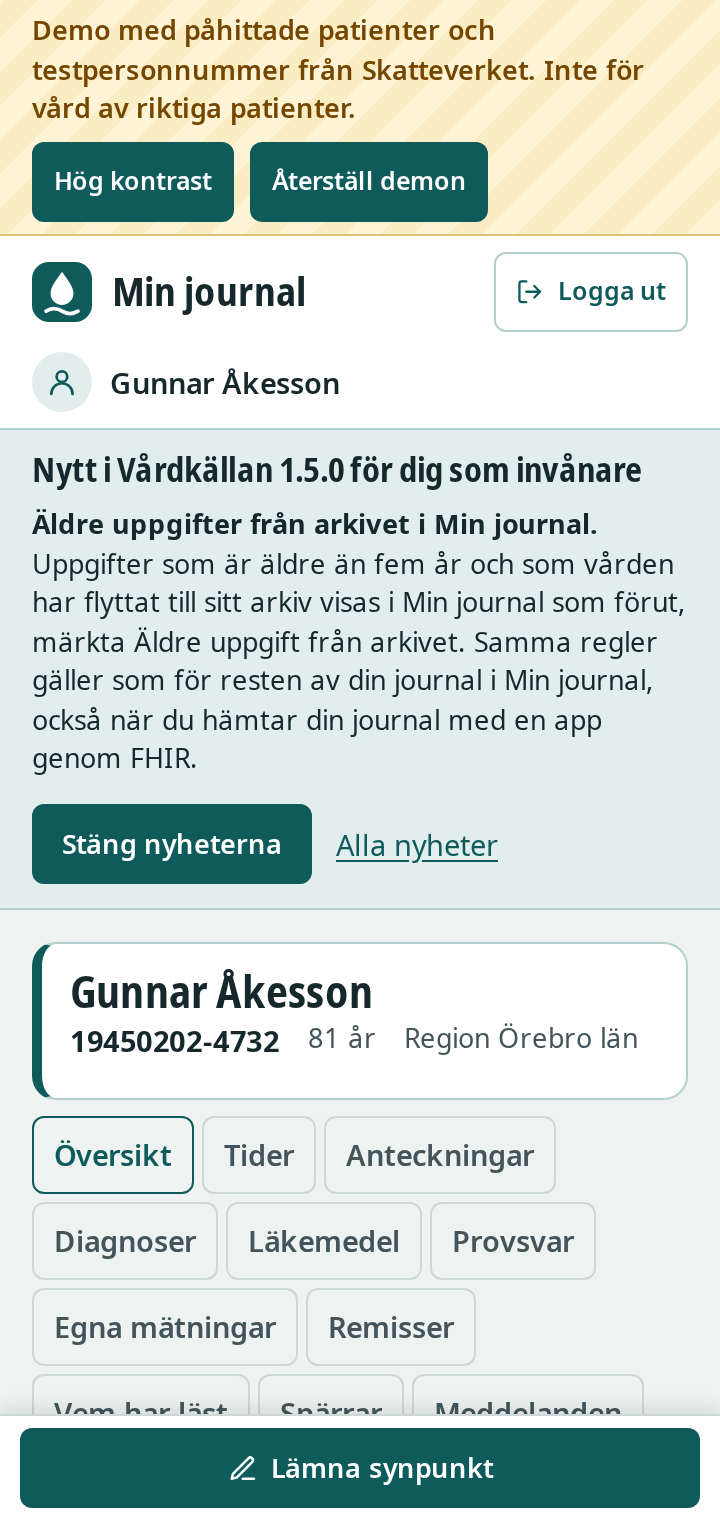 Demo med påhittade patienter och
testpersonnummer från Skatteverket. Inte för
vård av riktiga patienter.
Hög kontrast
Återställ demon
Min journal
Logga ut
Gunnar Åkesson
Nytt i Vårdkällan 1.5.0 för dig som invånare
Äldre uppgifter från arkivet i Min journal.
Uppgifter som är äldre än fem år och som vården
har flyttat till sitt arkiv visas i Min journal som förut,
märkta Äldre uppgift från arkivet. Samma regler
gäller som för resten av din journal i Min journal,
också när du hämtar din journal med en app
genom FHIR.
Stäng nyheterna
Alla nyheter
Gunnar Åkesson
19450202-4732 81 år Region Örebro län
Översikt
Tider
Anteckningar
Diagnoser
Läkemedel
Provsvar
Egna mätningar
Remisser
Vem har läst
Spärrar
Meddelanden
Lämna synpunkt